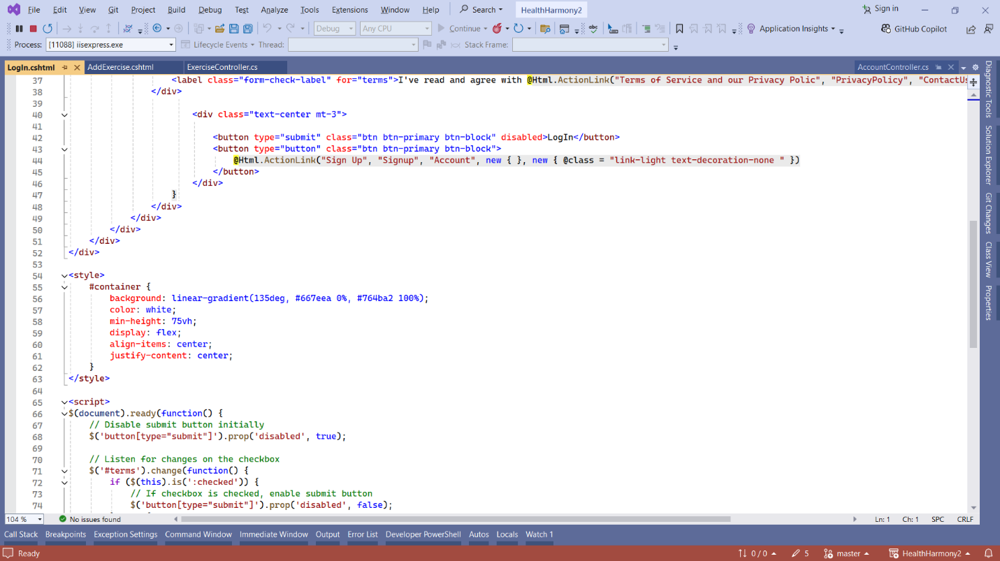 File Edit View Git Project Build Debug Test Analyze Tools Extensions Window Help Search HealthHarmony2 Sign in
Debug Any CPU Continue Application Insights GitHub Copilot
Process: [11088] iisexpress.exe Lifecycle Events Thread: Stack Frame:
LogIn.cshtml AddExercise.cshtml ExerciseController.cs AccountController.cs
37 <label class="form-check-label" for="terms">I've read and agree with @Html.ActionLink("Terms of Service and our Privacy Polic", "PrivacyPolicy", "ContactUs
38 </div>
39
40 <div class="text-center mt-3">
41
42 <button type="submit" class="btn btn-primary btn-block" disabled>LogIn</button>
43 <button type="button" class="btn btn-primary btn-block">
44 @Html.ActionLink("Sign Up", "Signup", "Account", new { }, new { @class = "link-light text-decoration-none " })
45 </button>
46 </div>
47 }
48 </div>
49 </div>
50 </div>
51 </div>
52 </div>
53
54 <style>
55 #container {
56 background: linear-gradient(135deg, #667eea 0%, #764ba2 100%);
57 color: white;
58 min-height: 75vh;
59 display: flex;
60 align-items: center;
61 justify-content: center;
62 }
63 </style>
64
65 <script>
66 $(document).ready(function() {
67 // Disable submit button initially
68 $('button[type="submit"]').prop('disabled', true);
69
70 // Listen for changes on the checkbox
71 $('#terms').change(function() {
72 if ($(this).is(':checked')) {
73 // If checkbox is checked, enable submit button
74 $('button[type="submit"]').prop('disabled', false);
Diagnostic Tools
Solution Explorer
Git Changes
Class View
Properties
104 % No issues found Ln: 1 Ch: 1 SPC CRLF
Call Stack Breakpoints Exception Settings Command Window Immediate Window Output Error List Developer PowerShell Autos Locals Watch 1
Ready 0 / 0 5 master HealthHarmony2